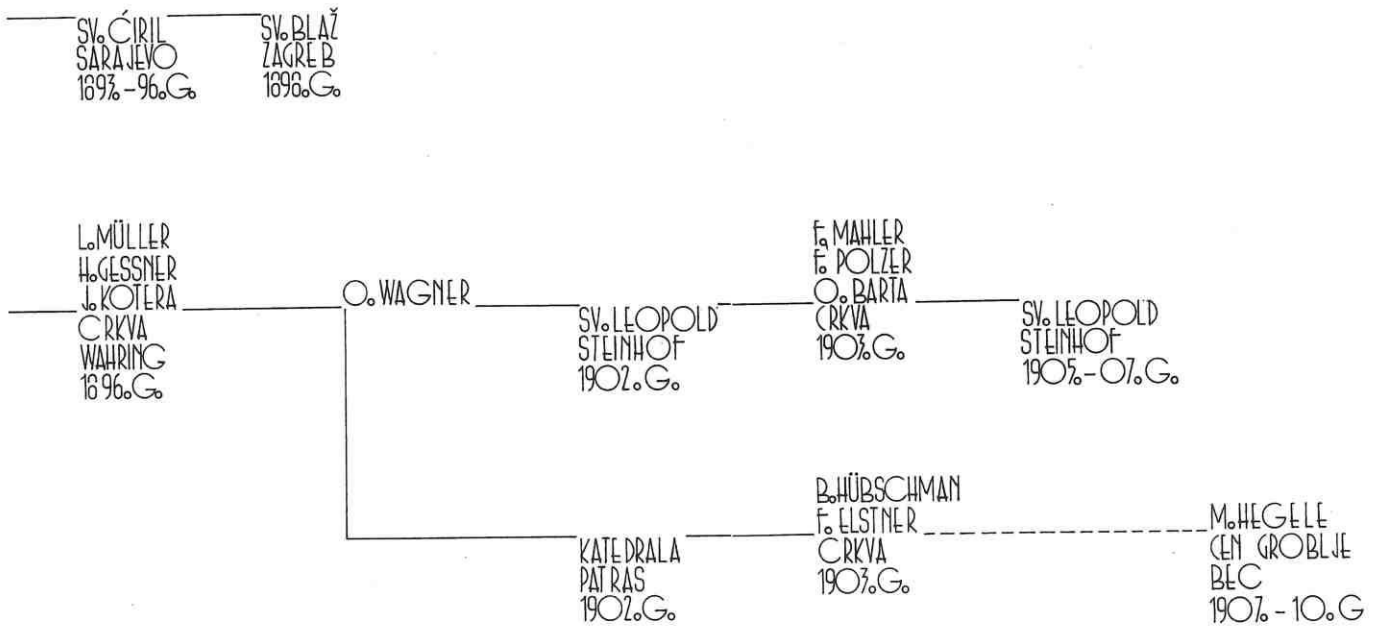 SV. ĆIRIL
SARAJEVO
1893.-96.G.
SV. BLAŽ
ZAGREB
1898.G.
L. MÜLLER
H. GESSNER
J. KOTERA
CRKVA
WAHRING
1896.G.
O. WAGNER
SV. LEOPOLD
STEINHOF
1902.G.
F. MAHLER
F. POLZER
O. BARTA
CRKVA
1903.G.
SV. LEOPOLD
STEINHOF
1905.-07.G.
KATEDRALA
PATRAS
1902.G.
B. HÜBSCHMAN
F. ELSTNER
CRKVA
1903.G.
M. HEGELE
CEN GROBLJE
BEC
1907.-10.G